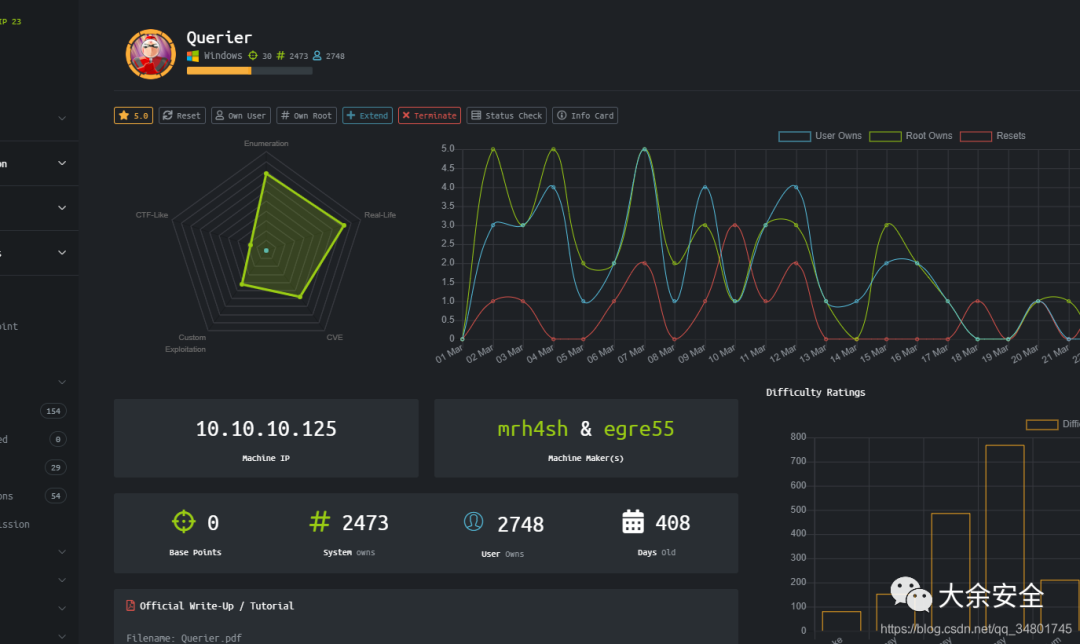 IP 23
Querier
Windows 30 2473 2748
5.0 Reset Own User Own Root Extend Terminate Status Check Info Card
Enumeration
CTF-Like
Real-Life
Custom
Exploitation
CVE
User Owns Root Owns Resets
5.0
4.5
4.0
3.5
3.0
2.5
2.0
1.5
1.0
0.5
0
01 Mar 02 Mar 03 Mar 04 Mar 05 Mar 06 Mar 07 Mar 08 Mar 09 Mar 10 Mar 11 Mar 12 Mar 13 Mar 14 Mar 15 Mar 16 Mar 17 Mar 18 Mar 19 Mar 20 Mar 21 Mar 22
on
s
oint
154
ed 0
29
ons 54
ission
10.10.10.125
Machine IP
mrh4sh & egre55
Machine Maker(s)
0
Base Points
2473
System owns
2748
User Owns
408
Days Old
Official Write-Up / Tutorial
Filename: Querier.pdf
Difficulty Ratings
Diffi
800
700
600
500
400
300
200
100
0
大余安全
https://blog.csdn.net/qq_34801745